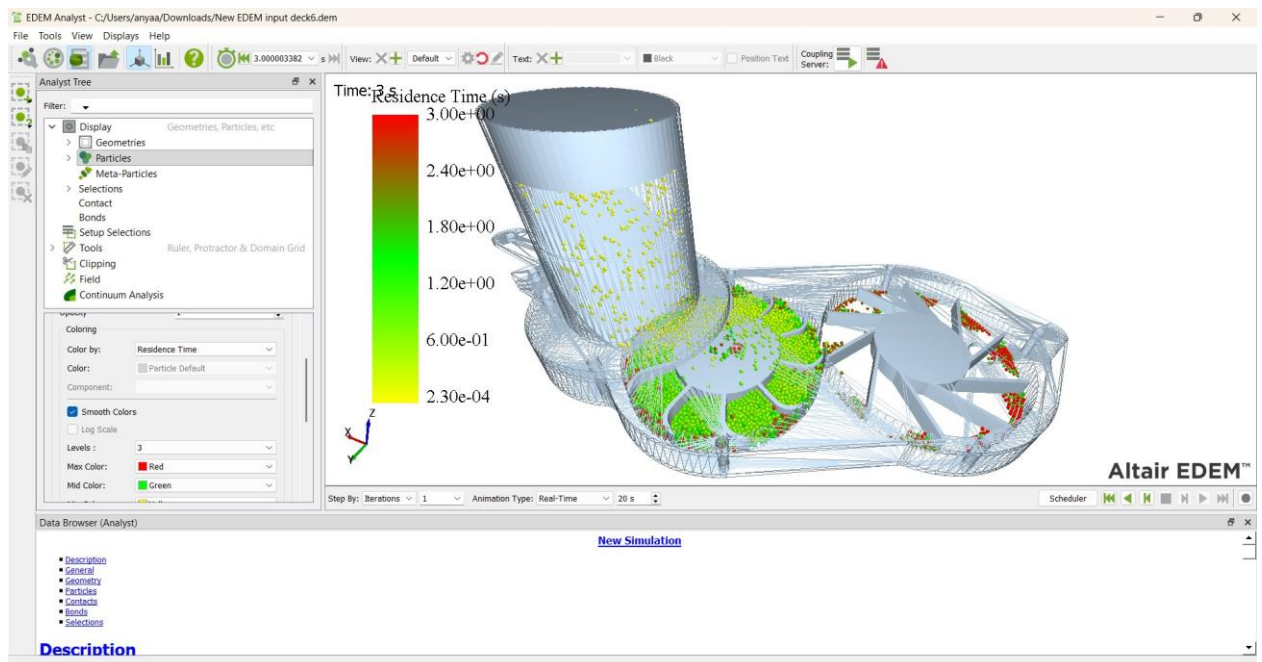 EDEM Analyst - C:/Users/anyaa/Downloads/New EDEM input deck6.dem
File Tools View Displays Help
3.000003382 s View: Default Text: Black Position Text Coupling Server:
Analyst Tree
Filter:
Display Geometries, Particles, etc
Geometries
Particles
Meta-Particles
Selections
Contact
Bonds
Setup Selections
Tools Ruler, Protractor & Domain Grid
Clipping
Field
Continuum Analysis
Opacity
Coloring
Color by: Residence Time
Color: Particle Default
Component:
Smooth Colors
Log Scale
Levels : 3
Max Color: Red
Mid Color: Green
Time: 3 s
Residence Time (s)
3.00e+00
2.40e+00
1.80e+00
1.20e+00
6.00e-01
2.30e-04
Z
X
Y
Altair EDEM™
Step By: Iterations 1 Animation Type: Real-Time 20 s Scheduler
Data Browser (Analyst)
New Simulation
Description
General
Geometry
Particles
Contacts
Bonds
Selections
Description